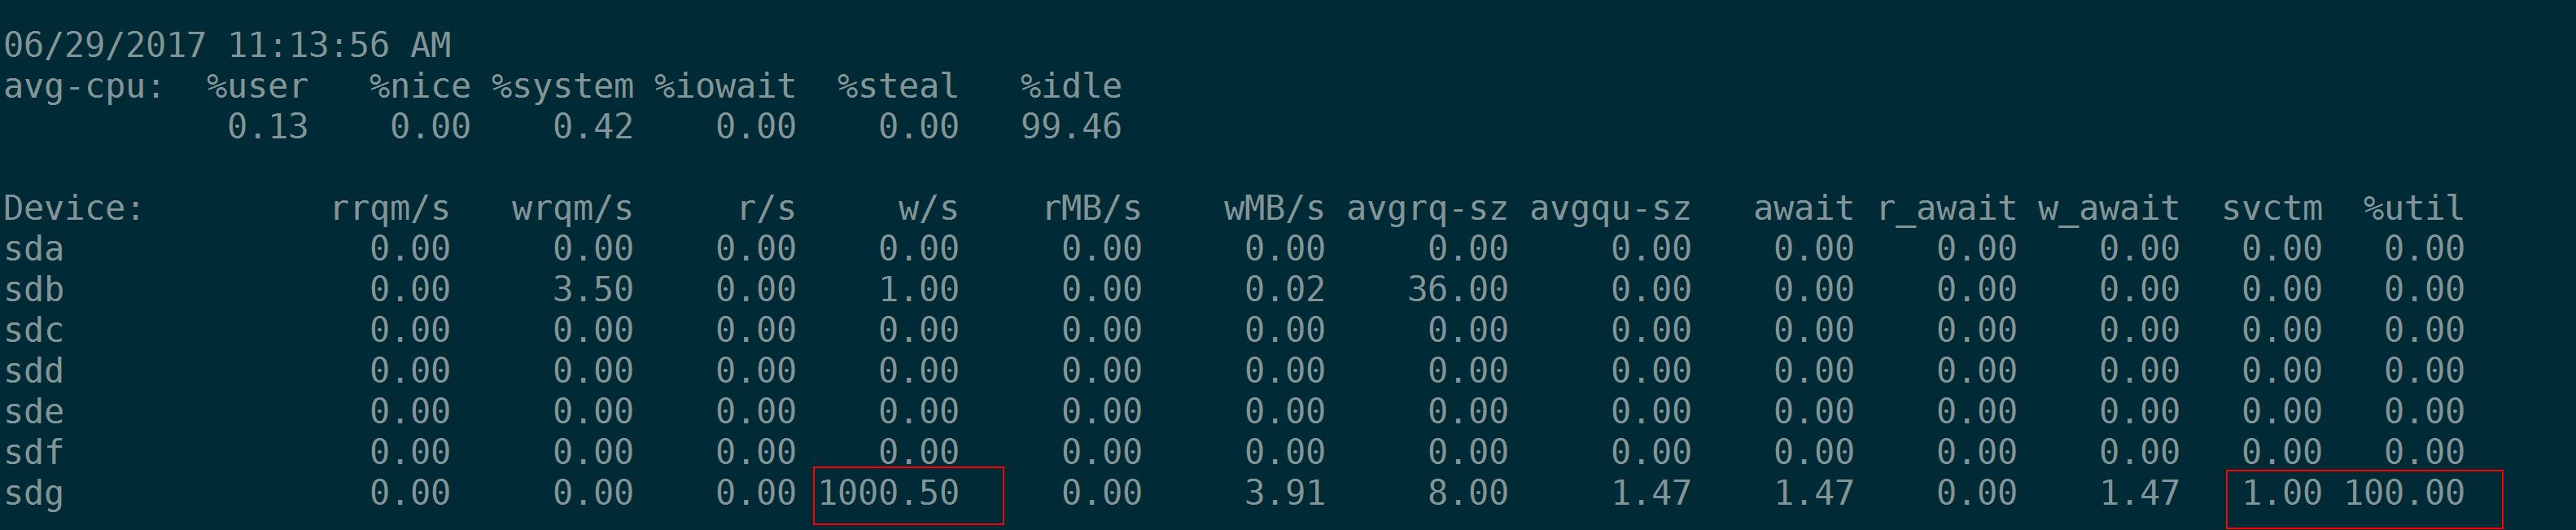 06/29/2017 11:13:56 AM
avg-cpu:  %user   %nice %system %iowait  %steal   %idle
           0.13    0.00    0.42    0.00    0.00   99.46
Device:         rrqm/s   wrqm/s     r/s     w/s    rMB/s    wMB/s avgrq-sz avgqu-sz   await r_await w_await  svctm  %util
sda               0.00     0.00    0.00    0.00     0.00     0.00     0.00     0.00    0.00    0.00    0.00   0.00   0.00
sdb               0.00     3.50    0.00    1.00     0.00     0.02    36.00     0.00    0.00    0.00    0.00   0.00   0.00
sdc               0.00     0.00    0.00    0.00     0.00     0.00     0.00     0.00    0.00    0.00    0.00   0.00   0.00
sdd               0.00     0.00    0.00    0.00     0.00     0.00     0.00     0.00    0.00    0.00    0.00   0.00   0.00
sde               0.00     0.00    0.00    0.00     0.00     0.00     0.00     0.00    0.00    0.00    0.00   0.00   0.00
sdf               0.00     0.00    0.00    0.00     0.00     0.00     0.00     0.00    0.00    0.00    0.00   0.00   0.00
sdg               0.00     0.00    0.00 1000.50     0.00     3.91     8.00     1.47    1.47    0.00    1.47   1.00 100.00